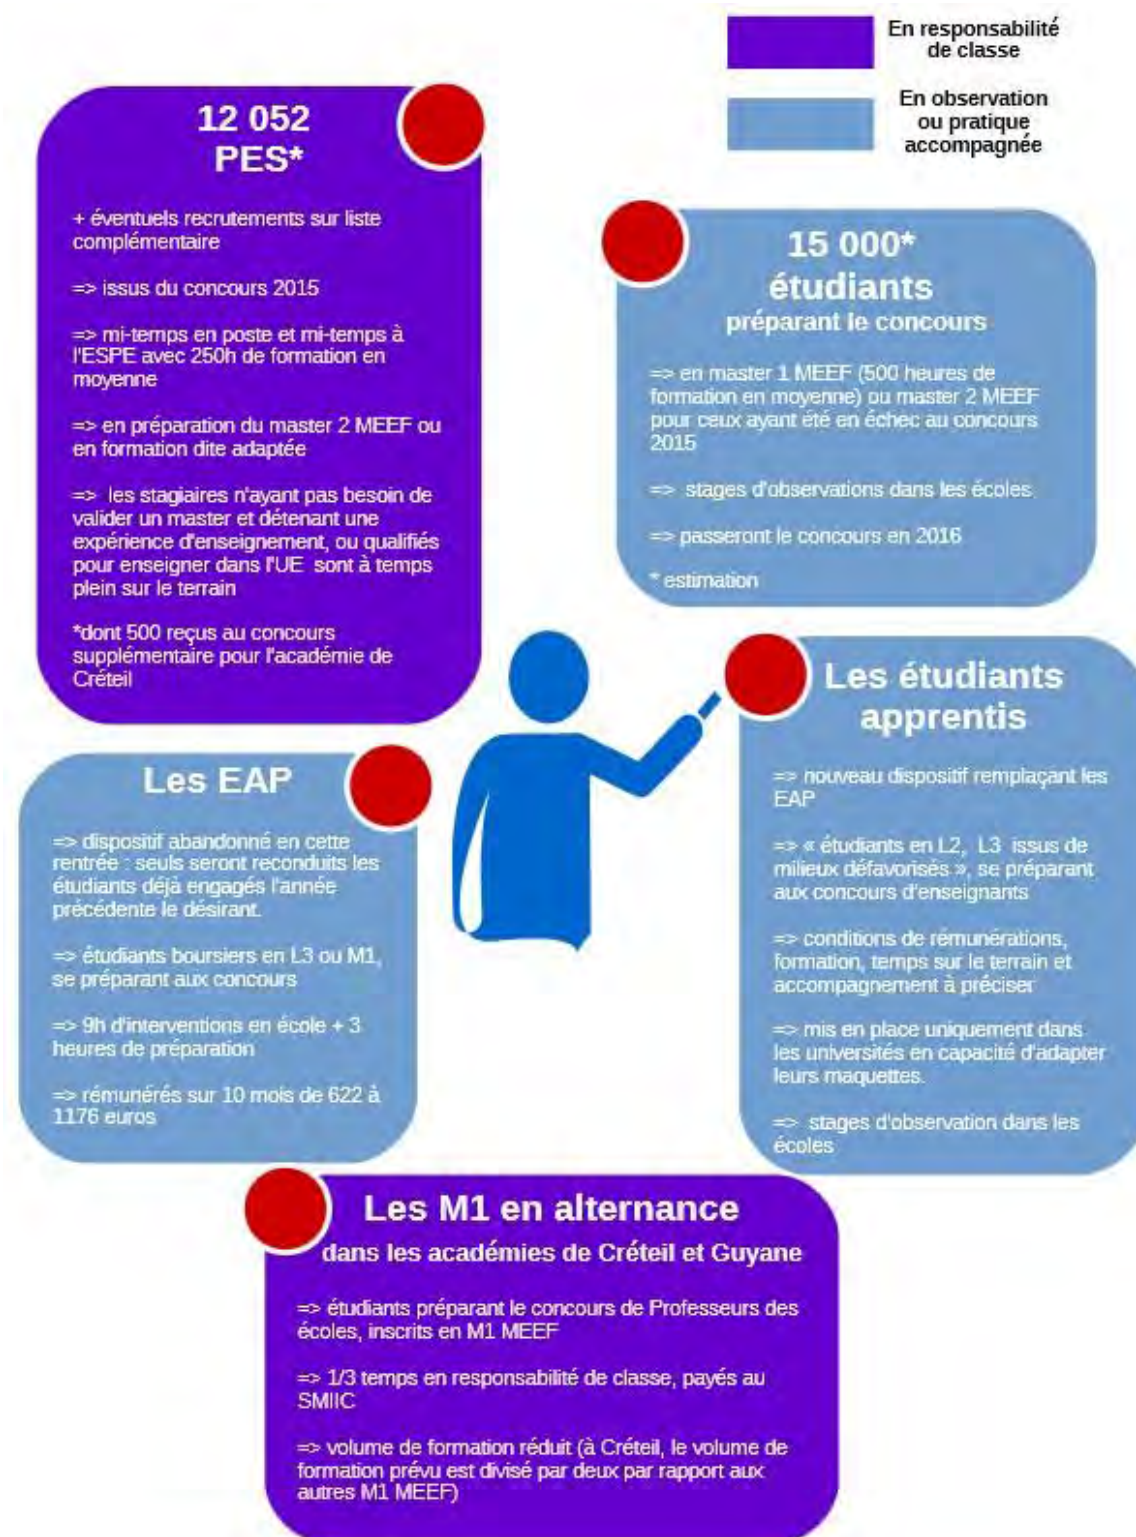 En responsabilité
de classe
En observation
ou pratique
accompagnée
12 052
PES*
+ éventuels recrutements sur liste
complémentaire
=> issus du concours 2015
=> mi-temps en poste et mi-temps à
l'ESPE avec 250h de formation en
moyenne
=> en préparation du master 2 MEEF ou
en formation dite adaptée
=> les stagiaires n'ayant pas besoin de
valider un master et détenant une
expérience d'enseignement, ou qualifiés
pour enseigner dans l'UE sont à temps
plein sur le terrain
*dont 500 reçus au concours
supplémentaire pour l'académie de
Créteil
15 000*
étudiants
préparant le concours
=> en master 1 MEEF (500 heures de
formation en moyenne) ou master 2 MEEF
pour ceux ayant été en échec au concours
2015
=> stages d'observations dans les écoles
=> passeront le concours en 2016
* estimation
Les étudiants
apprentis
=> nouveau dispositif remplaçant les
EAP
=> « étudiants en L2, L3 issus de
milieux défavorisés », se préparant
aux concours d'enseignants
=> conditions de rémunérations,
formation, temps sur le terrain et
accompagnement à préciser
=> mis en place uniquement dans
les universités en capacité d'adapter
leurs maquettes.
=> stages d'observation dans les
écoles
Les EAP
=> dispositif abandonné en cette
rentrée : seuls seront reconduits les
étudiants déjà engagés l'année
précédente le désirant.
=> étudiants boursiers en L3 ou M1,
se préparant aux concours
=> 9h d'interventions en école + 3
heures de préparation
=> rémunérés sur 10 mois de 622 à
1176 euros
Les M1 en alternance
dans les académies de Créteil et Guyane
=> étudiants préparant le concours de Professeurs des
écoles, inscrits en M1 MEEF
=> 1/3 temps en responsabilité de classe, payés au
SMIIC
=> volume de formation réduit (à Créteil, le volume de
formation prévu est divisé par deux par rapport aux
autres M1 MEEF)